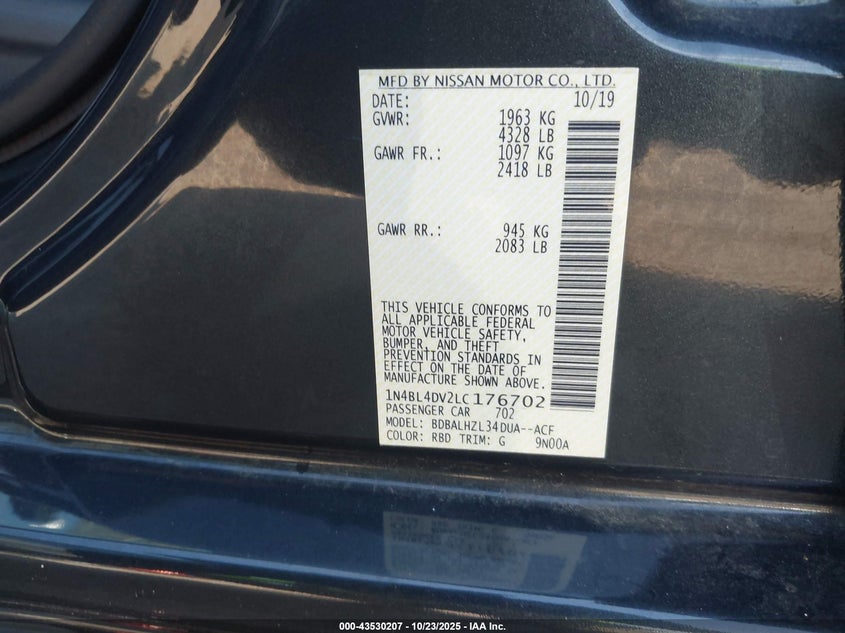 MFD BY NISSAN MOTOR CO., LTD.
DATE: 10/19
GVWR: 1963 KG
4328 LB
GAWR FR.: 1097 KG
2418 LB
GAWR RR.: 945 KG
2083 LB
THIS VEHICLE CONFORMS TO
ALL APPLICABLE FEDERAL
MOTOR VEHICLE SAFETY,
BUMPER, AND THEFT
PREVENTION STANDARDS IN
EFFECT ON THE DATE OF
MANUFACTURE SHOWN ABOVE.
1N4BL4DV2LC176702
PASSENGER CAR 702
MODEL: BDBALHZL34DUA--ACF
COLOR: RBD TRIM: G 9N00A
000-43530207 - 10/23/2025 - IAA Inc.